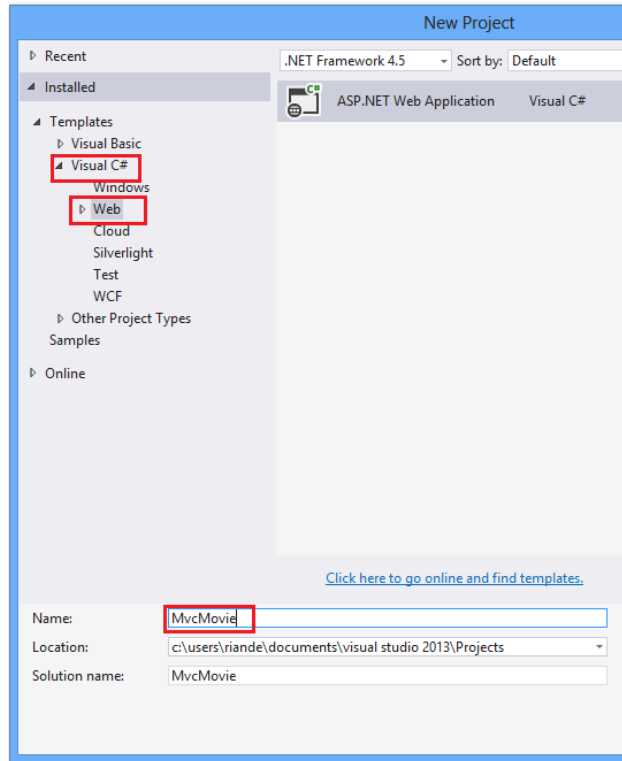 New Project
Recent
.NET Framework 4.5 Sort by: Default
Installed
C#
ASP.NET Web Application Visual C#
Templates
Visual Basic
Visual C#
Windows
Web
Cloud
Silverlight
Test
WCF
Other Project Types
Samples
Online
Click here to go online and find templates.
Name: MvcMovie
Location: c:\users\riande\documents\visual studio 2013\Projects
Solution name: MvcMovie